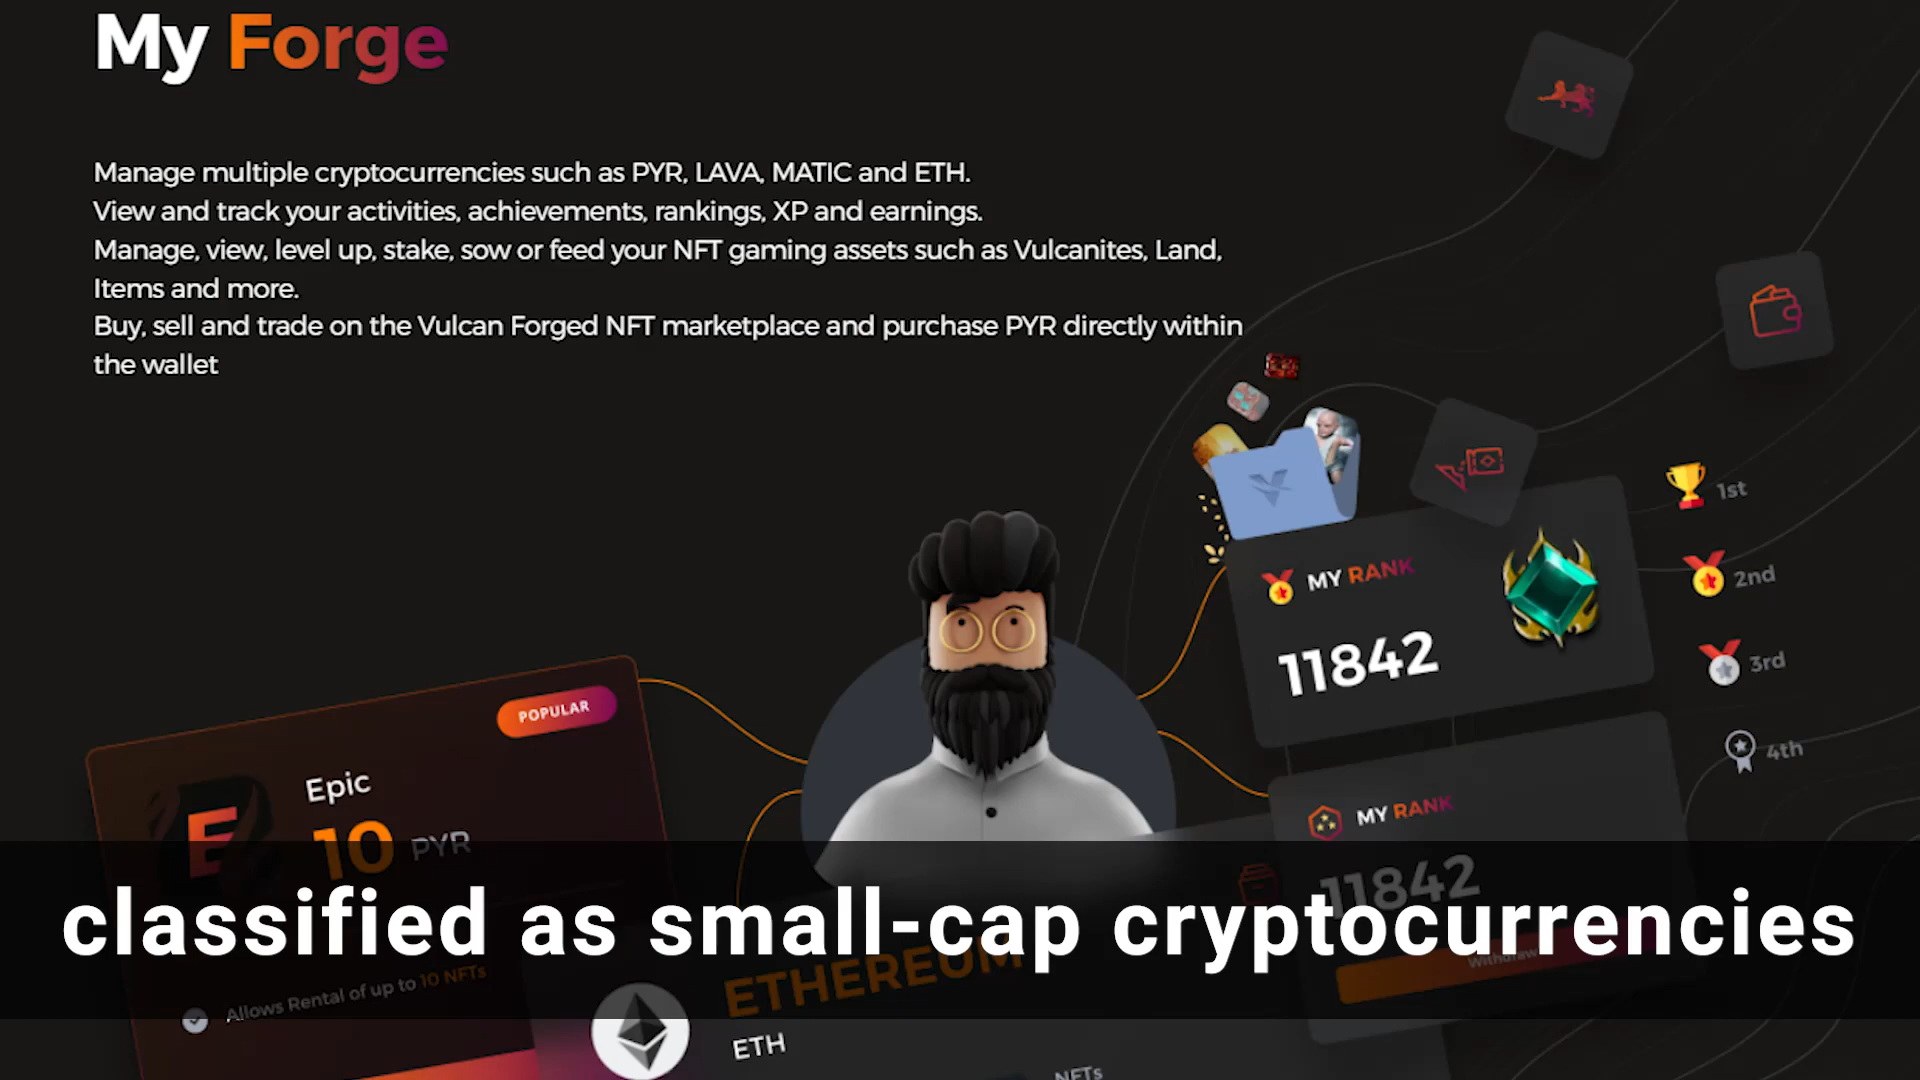 My Forge
Manage multiple cryptocurrencies such as PYR, LAVA, MATIC and ETH.
View and track your activities, achievements, rankings, XP and earnings.
Manage, view, level up, stake, sow or feed your NFT gaming assets such as Vulcanites, Land,
Items and more.
Buy, sell and trade on the Vulcan Forged NFT marketplace and purchase PYR directly within
the wallet
1st
MY RANK
11842
2nd
3rd
4th
POPULAR
Epic
E
10 PYR
MY RANK
11842
classified as small-cap cryptocurrencies
Withdraw
Allows Rental of up to 10 NFTs
ETHEREUM
ETH
NFTs